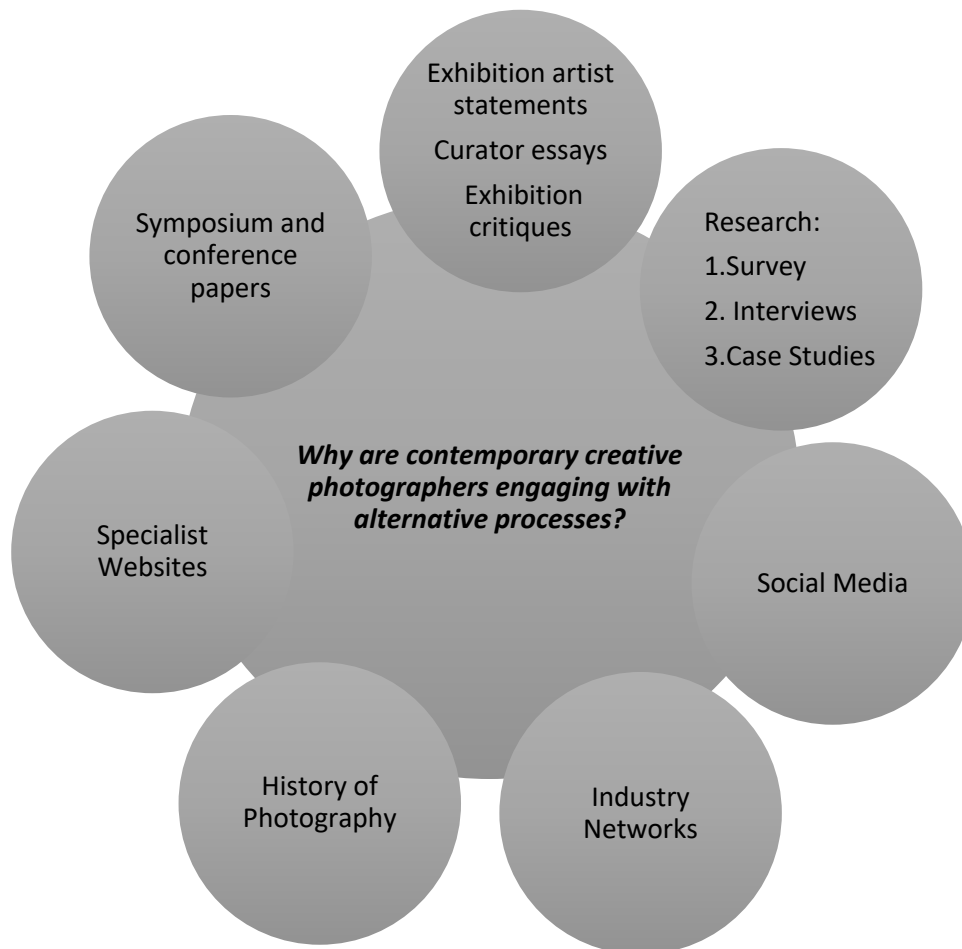 Exhibition artist
statements
Curator essays
Exhibition
critiques
Symposium and
conference
papers
Research:
1.Survey
2. Interviews
3.Case Studies
Why are contemporary creative
photographers engaging with
alternative processes?
Specialist
Websites
Social Media
History of
Photography
Industry
Networks